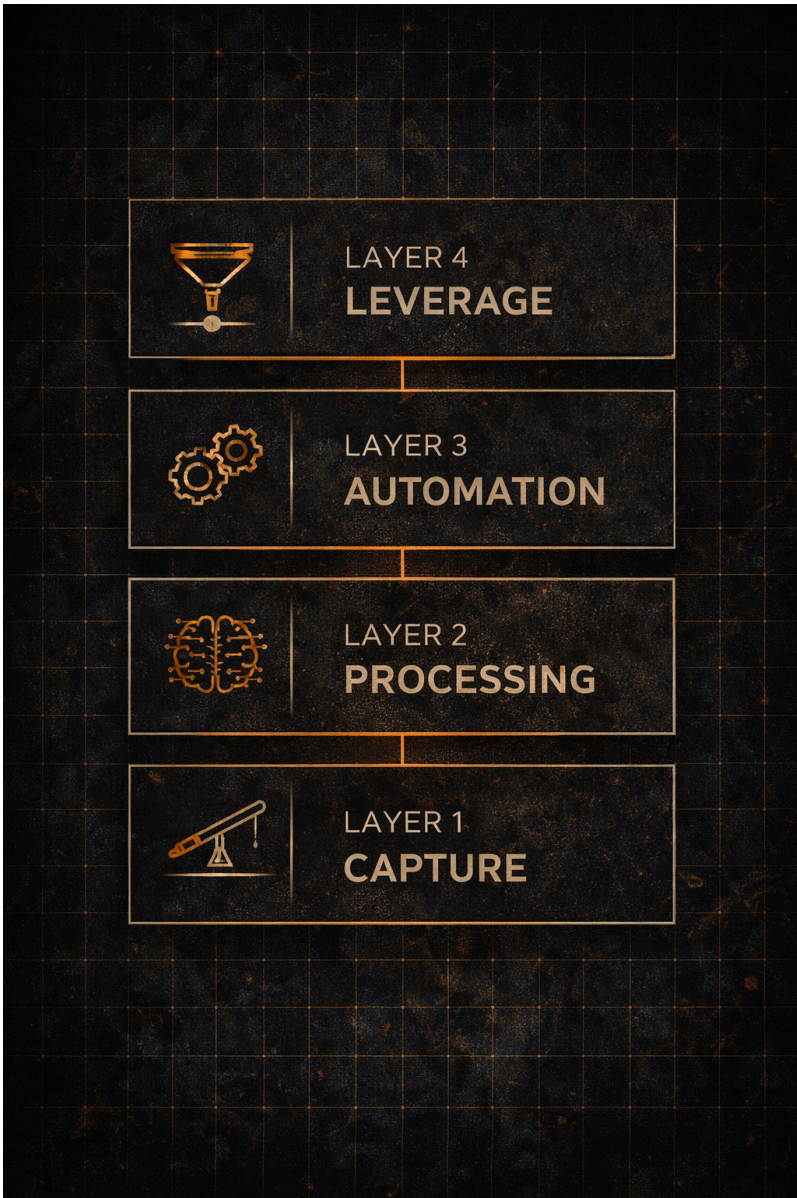 LAYER 4
LEVERAGE
LAYER 3
AUTOMATION
LAYER 2
PROCESSING
LAYER 1
CAPTURE